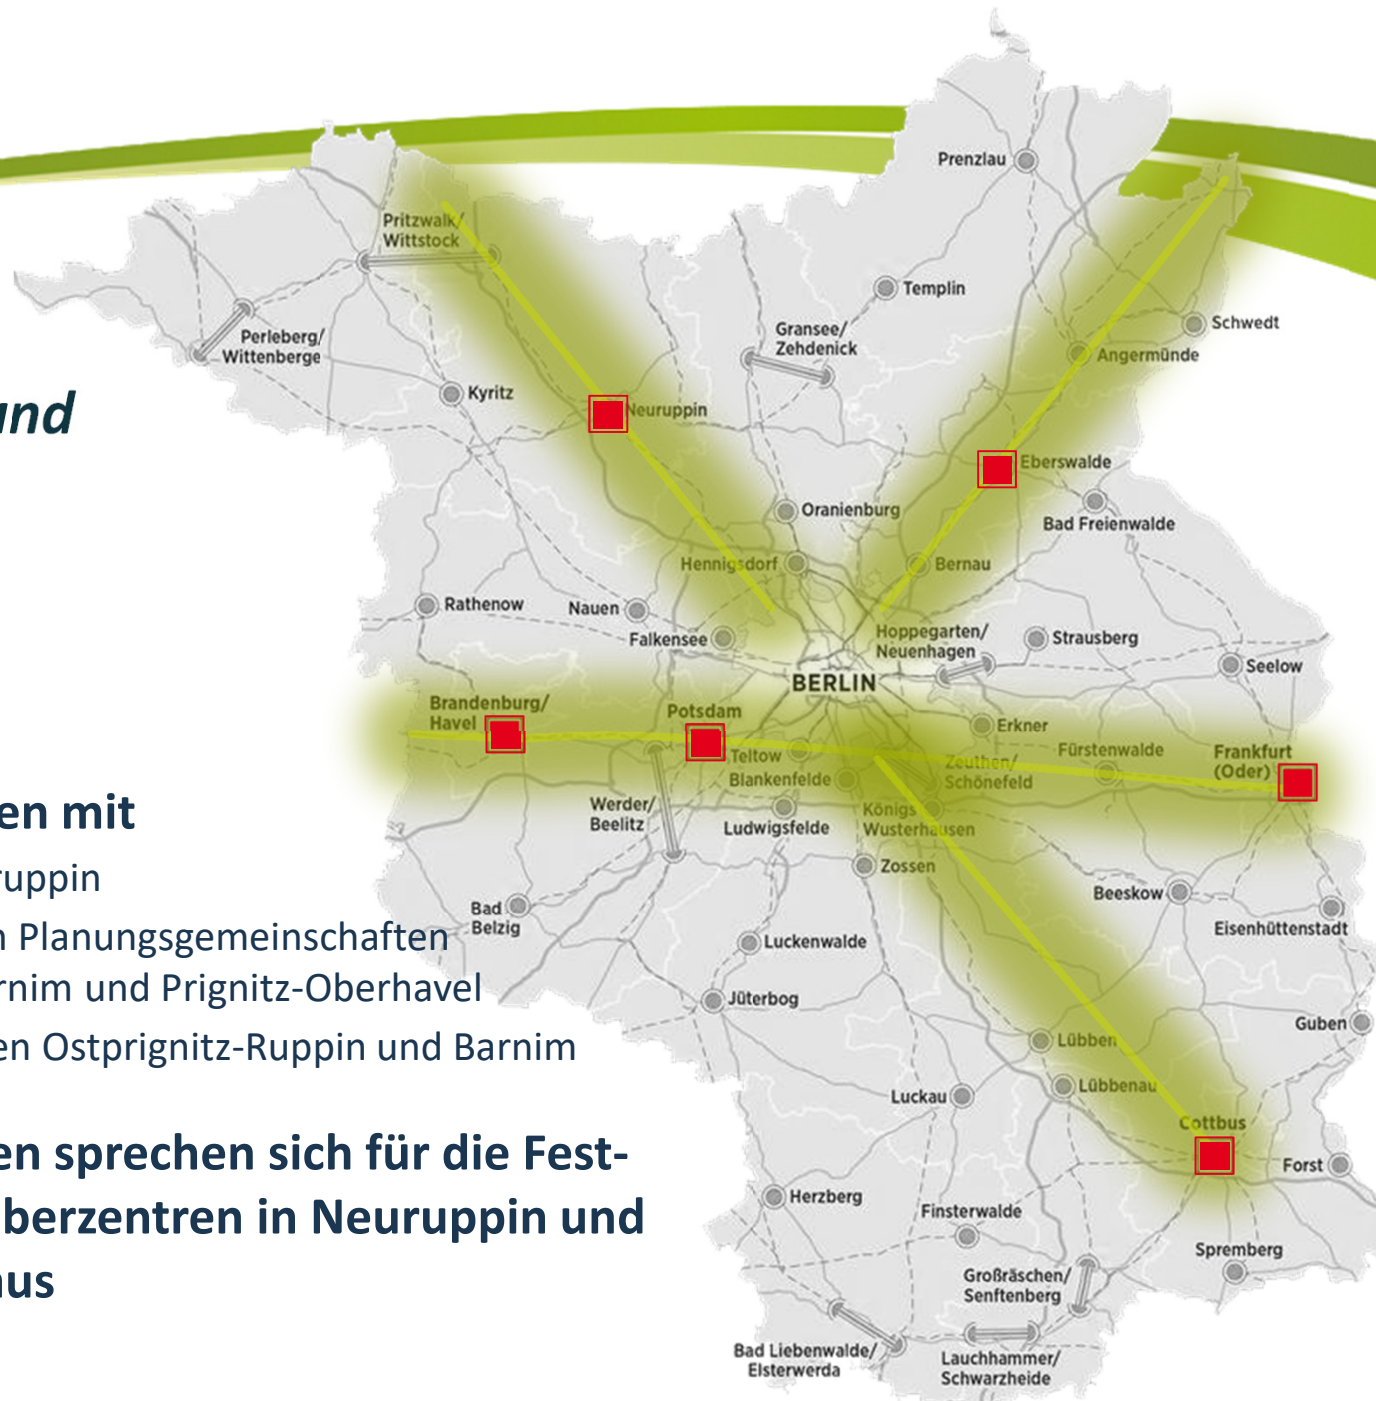 Prenzlau
Pritzwalk/
Wittstock
Templin
Schwedt
Gransee/
Zehdenick
Perleberg/
Wittenberge
Angermünde
Kyritz
und
Neuruppin
Eberswalde
Oranienburg
Bad Freienwalde
Hennigsdorf
Bernau
Rathenow
Nauen
Falkensee
Hoppegarten/
Neuenhagen
Strausberg
Seelow
BERLIN
Brandenburg/
Havel
Potsdam
Erkner
Teltow
Fürstenwalde
Frankfurt
(Oder)
Zeuthen/
Schönefeld
Blankenfelde
Werder/
Beelitz
Ludwigsfelde
Königs
Wusterhausen
Zossen
Beeskow
Eisenhüttenstadt
Bad
Belzig
Luckenwalde
Jüterbog
Guben
Lübben
Lübbenau
Luckau
Cottbus
Forst
Herzberg
Finsterwalde
Spremberg
Großräschen/
Senftenberg
Bad Liebenwalde/
Elsterwerda
Lauchhammer/
Schwarzheide
en mit
ruppin
n Planungsgemeinschaften
rnim und Prignitz-Oberhavel
en Ostprignitz-Ruppin und Barnim
en sprechen sich für die Fest-
berzentren in Neuruppin und
aus